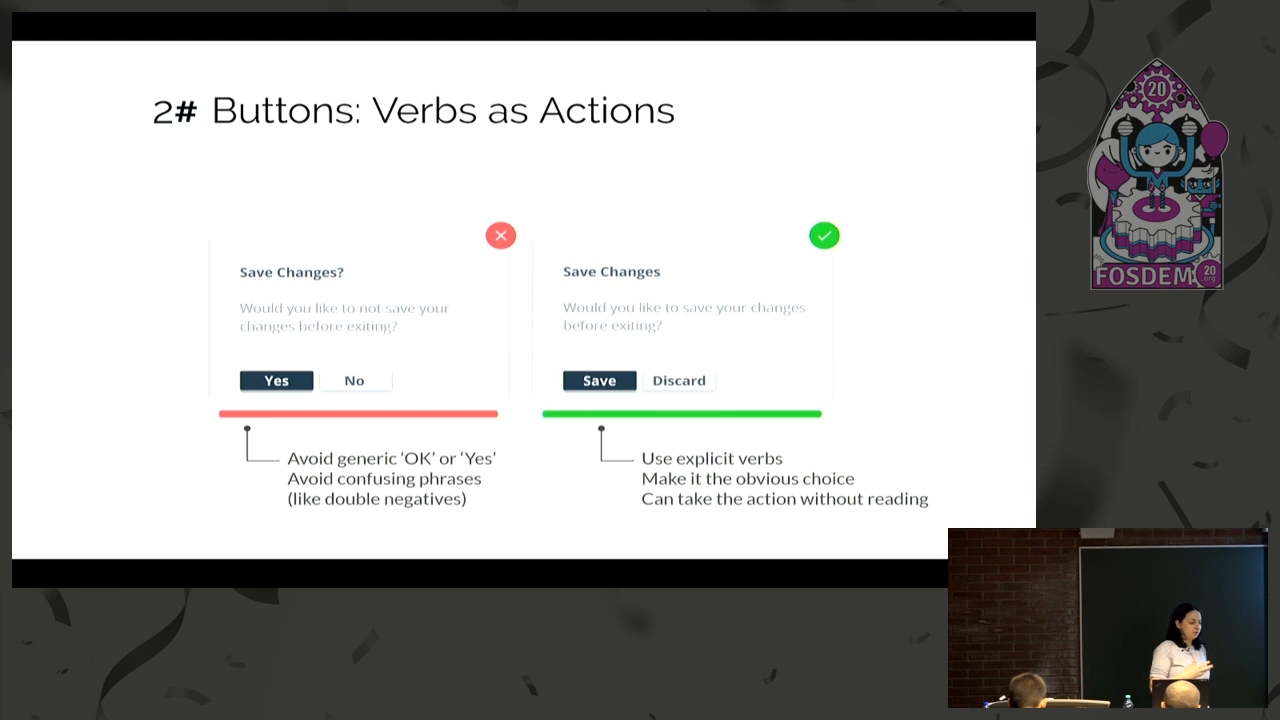 2# Buttons: Verbs as Actions
Save Changes?
Would you like to not save your
changes before exiting?
Yes
No
Avoid generic ‘OK’ or ‘Yes’
Avoid confusing phrases
(like double negatives)
Save Changes
Would you like to save your changes
before exiting?
Save
Discard
Use explicit verbs
Make it the obvious choice
Can take the action without reading
20
FOSDEM
20
.org